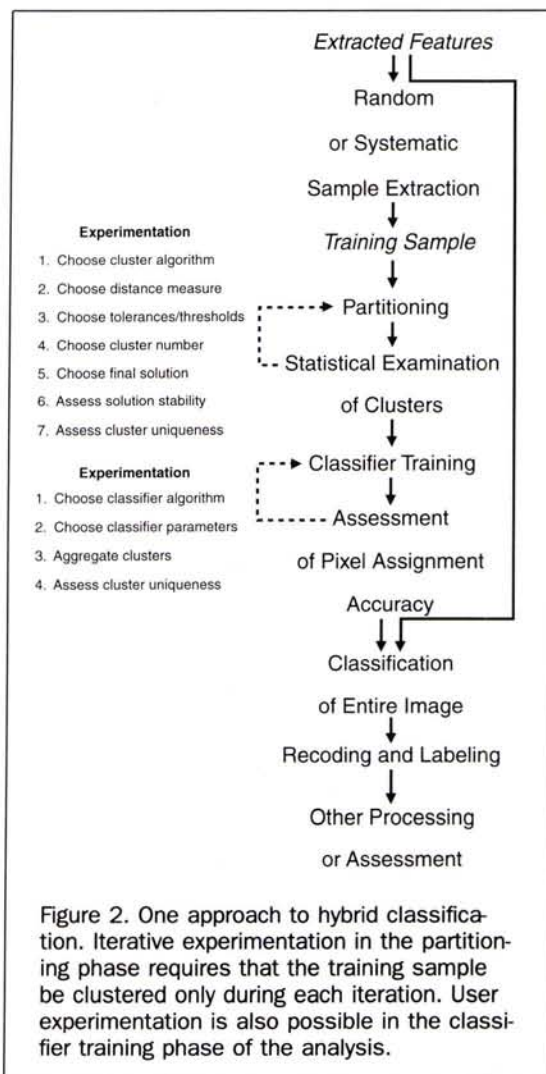 Extracted Features
Random
or Systematic
Sample Extraction
Training Sample
Partitioning
Statistical Examination
of Clusters
Classifier Training
Assessment
of Pixel Assignment
Accuracy
Classification
of Entire Image
Recoding and Labeling
Other Processing
or Assessment
Experimentation
1. Choose cluster algorithm
2. Choose distance measure
3. Choose tolerances/thresholds
4. Choose cluster number
5. Choose final solution
6. Assess solution stability
7. Assess cluster uniqueness
Experimentation
1. Choose classifier algorithm
2. Choose classifier parameters
3. Aggregate clusters
4. Assess cluster uniqueness
Figure 2. One approach to hybrid classifica-
tion. Iterative experimentation in the partition-
ing phase requires that the training sample
be clustered only during each iteration. User
experimentation is also possible in the classi-
fier training phase of the analysis.